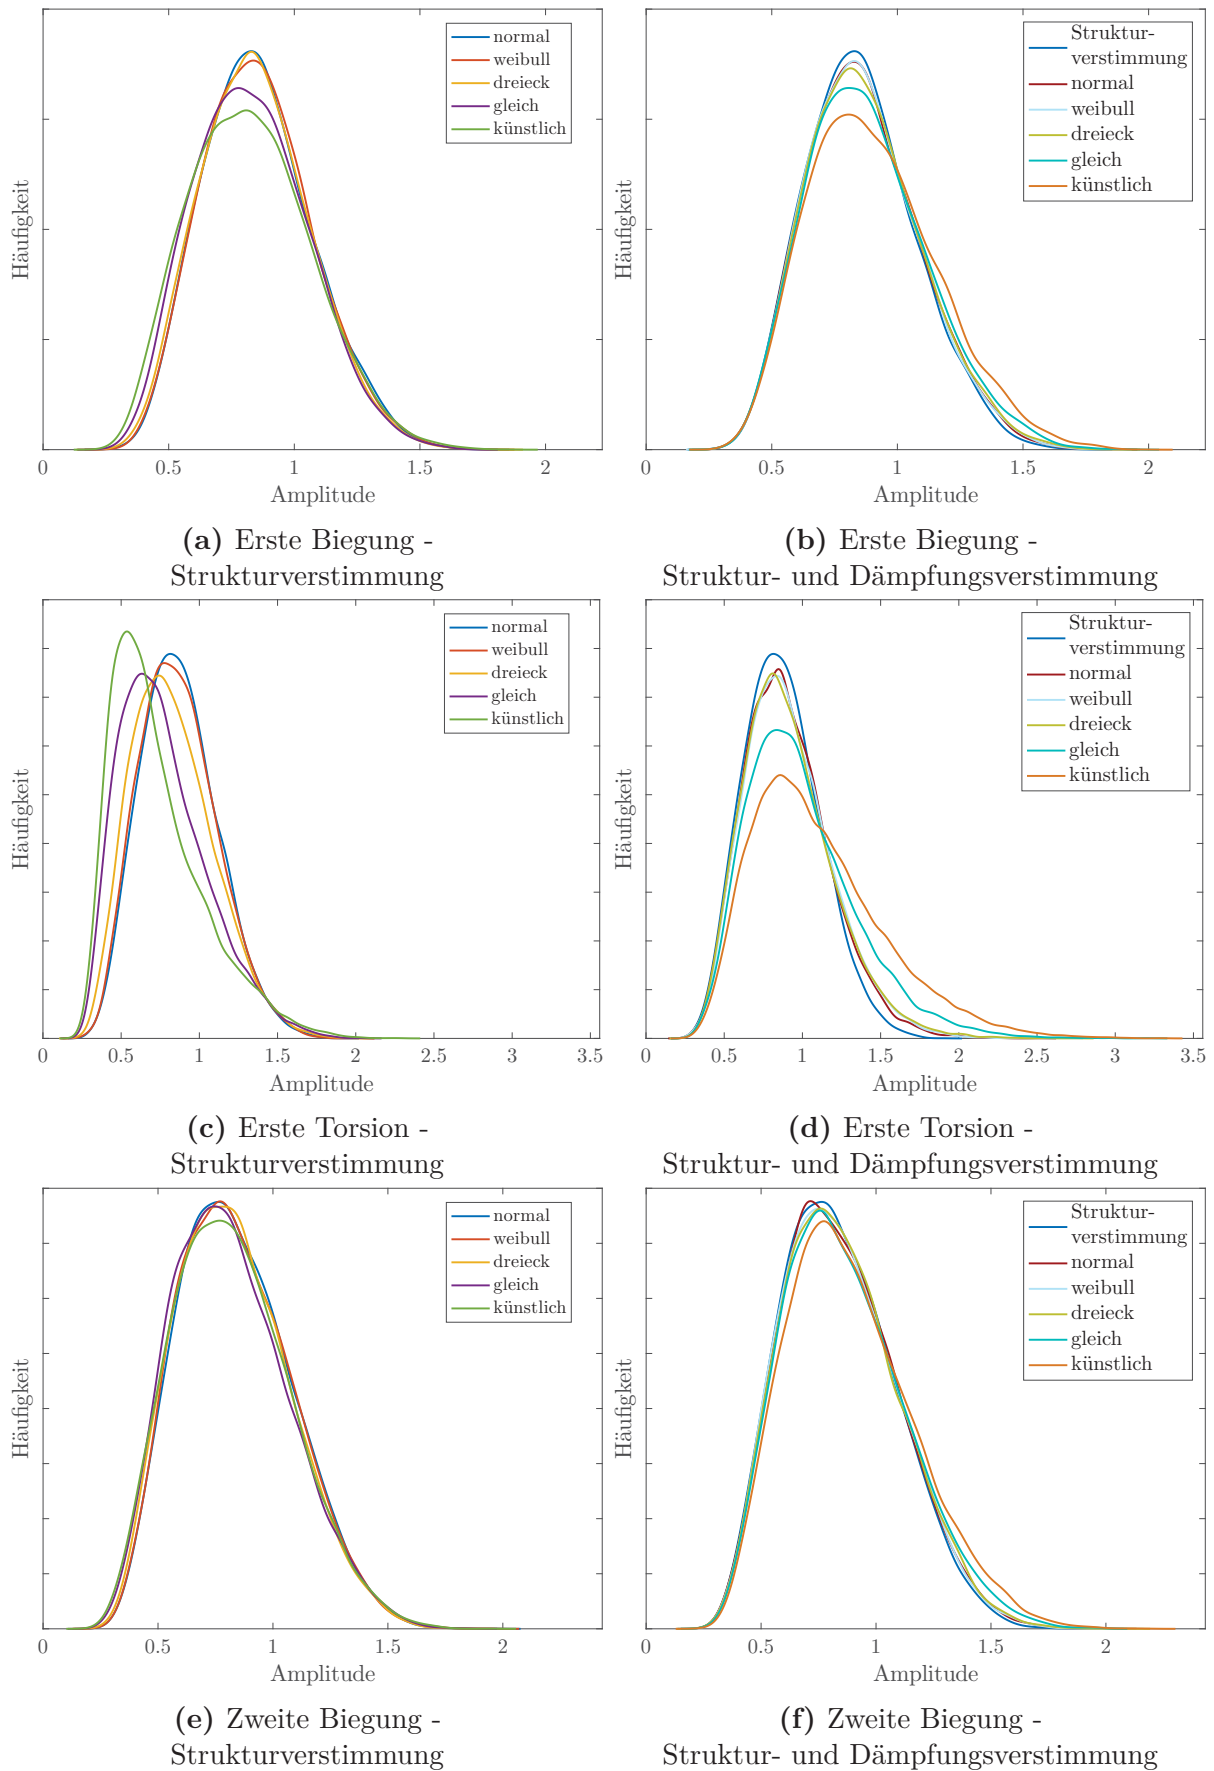 Häufigkeit
normal
weibull
dreieck
gleich
künstlich
0 0.5 1 1.5 2
Amplitude
(a) Erste Biegung -
Strukturverstimmung
Häufigkeit
Struktur-
verstimmung
normal
weibull
dreieck
gleich
künstlich
0 0.5 1 1.5 2
Amplitude
(b) Erste Biegung -
Struktur- und Dämpfungsverstimmung
Häufigkeit
normal
weibull
dreieck
gleich
künstlich
0 0.5 1 1.5 2 2.5 3 3.5
Amplitude
(c) Erste Torsion -
Strukturverstimmung
Häufigkeit
Struktur-
verstimmung
normal
weibull
dreieck
gleich
künstlich
0 0.5 1 1.5 2 2.5 3 3.5
Amplitude
(d) Erste Torsion -
Struktur- und Dämpfungsverstimmung
Häufigkeit
normal
weibull
dreieck
gleich
künstlich
0 0.5 1 1.5 2
Amplitude
(e) Zweite Biegung -
Strukturverstimmung
Häufigkeit
Struktur-
verstimmung
normal
weibull
dreieck
gleich
künstlich
0 0.5 1 1.5 2
Amplitude
(f) Zweite Biegung -
Struktur- und Dämpfungsverstimmung